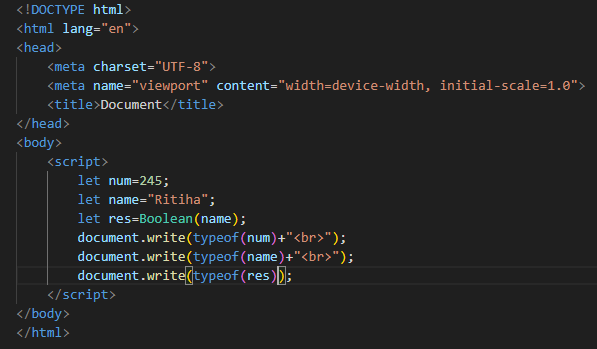 <!DOCTYPE html>
<html lang="en">
<head>
    <meta charset="UTF-8">
    <meta name="viewport" content="width=device-width, initial-scale=1.0">
    <title>Document</title>
</head>
<body>
    <script>
        let num=245;
        let name="Ritiha";
        let res=Boolean(name);
        document.write(typeof(num)+"<br>");
        document.write(typeof(name)+"<br>");
        document.write(typeof(res));
    </script>
</body>
</html>